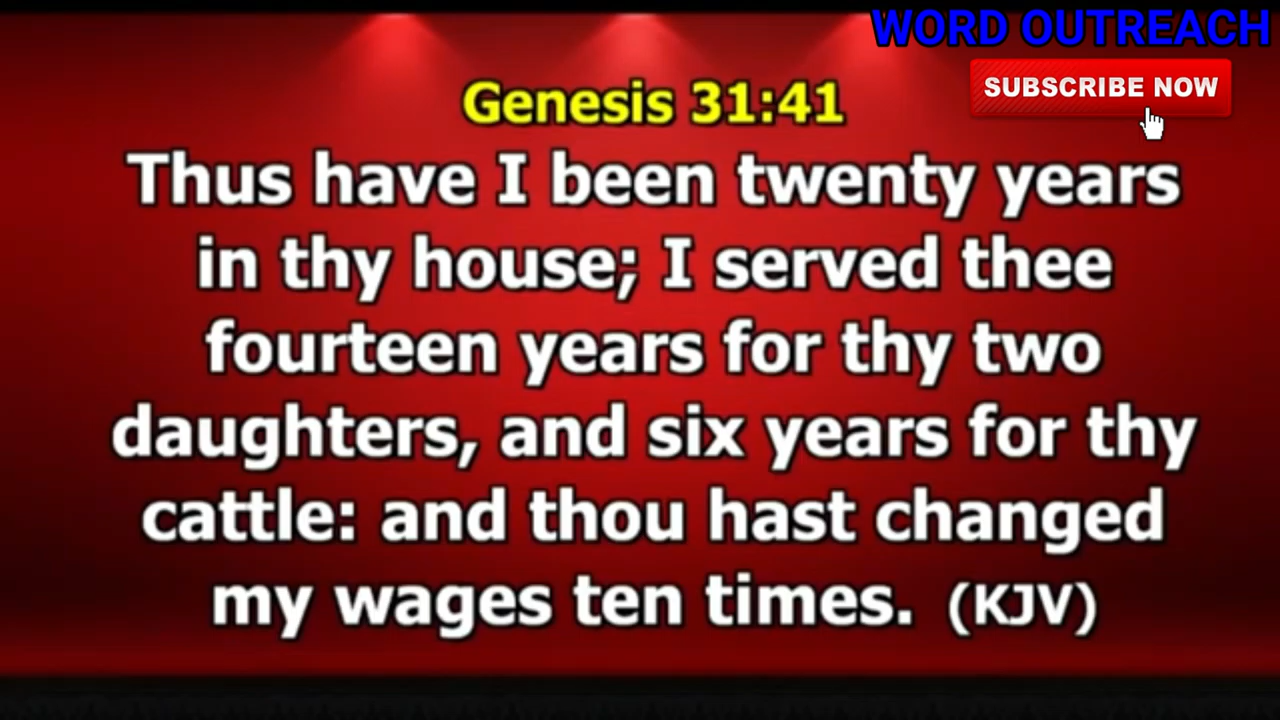 WORD OUTREACH
SUBSCRIBE NOW
Genesis 31:41
Thus have I been twenty years
in thy house; I served thee
fourteen years for thy two
daughters, and six years for thy
cattle: and thou hast changed
my wages ten times. (KJV)